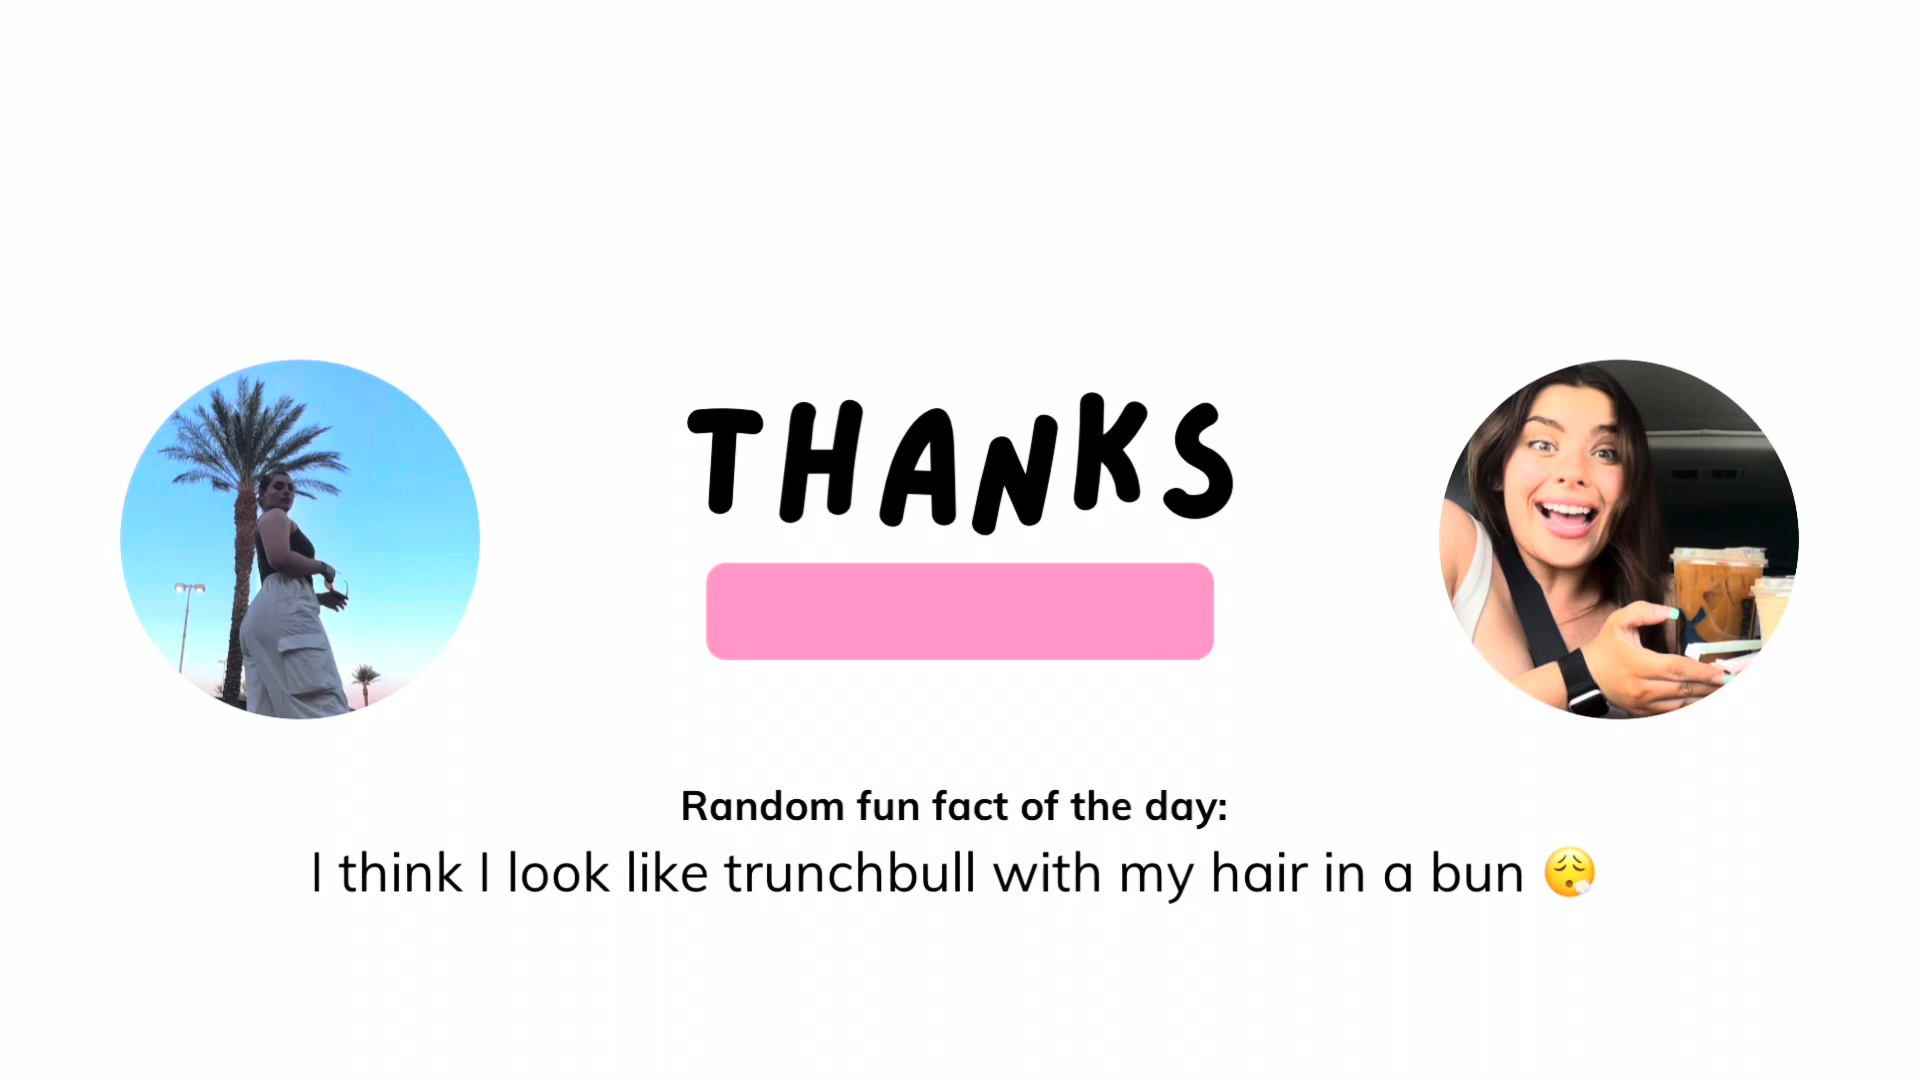 THANKS
Random fun fact of the day:
I think I look like trunchbull with my hair in a bun 😮‍💨